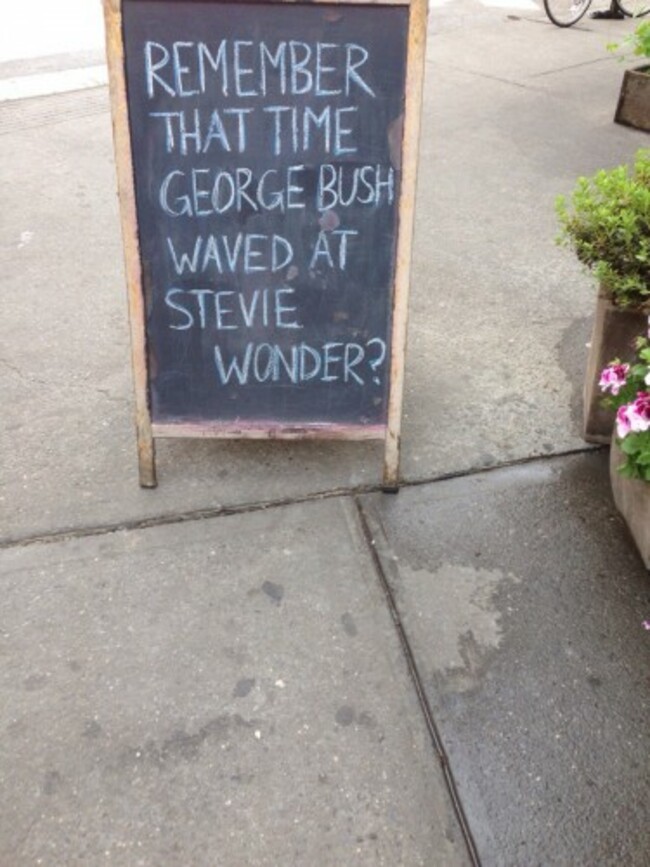 REMEMBER
THAT TIME
GEORGE BUSH
WAVED AT
STEVIE
WONDER?